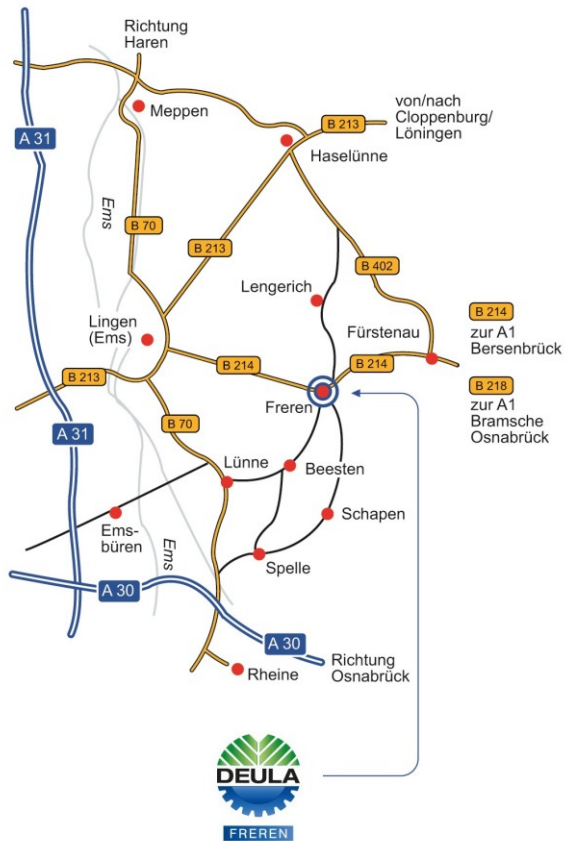 Richtung
Haren
Meppen
B 213
von/nach
Cloppenburg/
Löningen
A 31
Haselünne
Ems
B 70
B 213
B 402
Lengerich
B 214
zur A1
Bersenbrück
Lingen
(Ems)
Fürstenau
B 213
B 214
B 214
B 218
zur A1
Bramsche
Osnabrück
Freren
B 70
A 31
Lünne
Beesten
Schapen
Ems-
büren
Ems
Spelle
A 30
A 30
Richtung
Osnabrück
Rheine
DEULA
FREREN